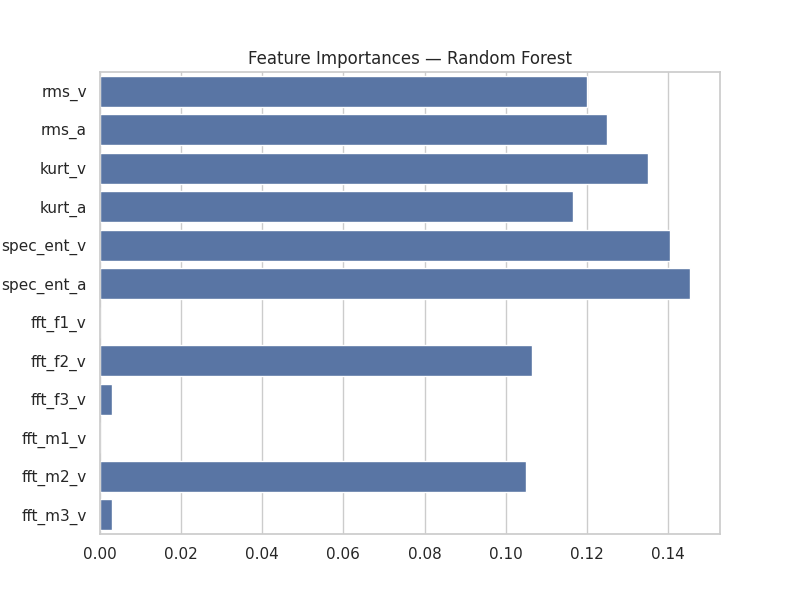 Feature Importances — Random Forest
rms_v
rms_a
kurt_v
kurt_a
spec_ent_v
spec_ent_a
fft_f1_v
fft_f2_v
fft_f3_v
fft_m1_v
fft_m2_v
fft_m3_v
0.00 0.02 0.04 0.06 0.08 0.10 0.12 0.14